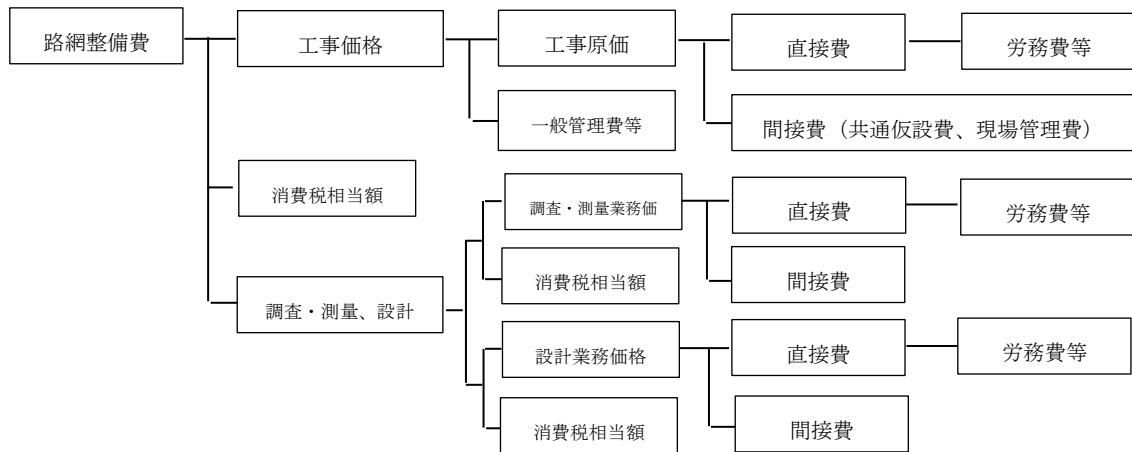 路網整備費
工事価格
工事原価
直接費
労務費等
一般管理費等
間接費（共通仮設費、現場管理費）
消費税相当額
調査・測量業務価
直接費
労務費等
消費税相当額
間接費
調査・測量、設計
設計業務価格
直接費
労務費等
消費税相当額
間接費